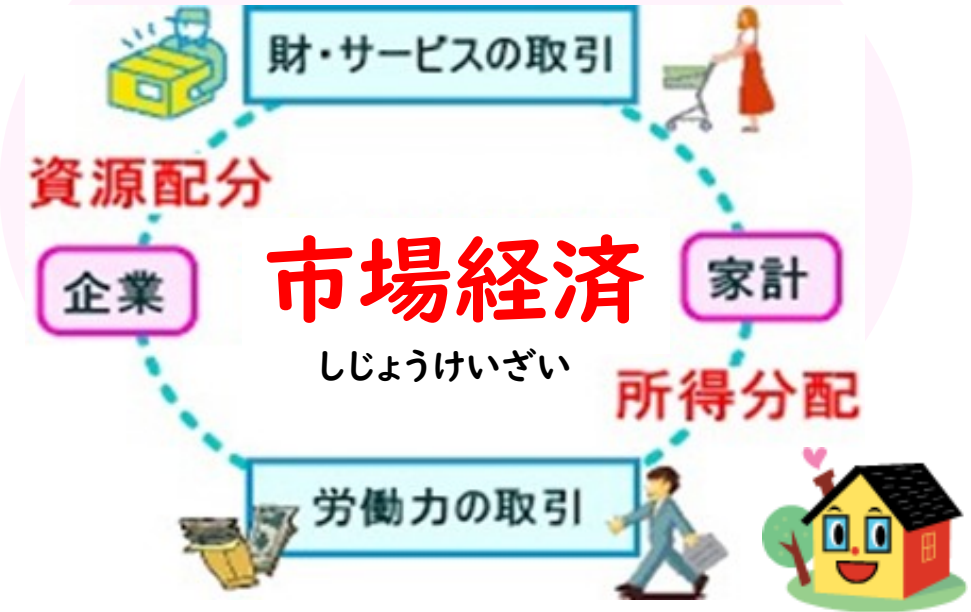 財・サービスの取引
資源配分
市場経済
しじょうけいざい
企業
家計
所得分配
労働力の取引